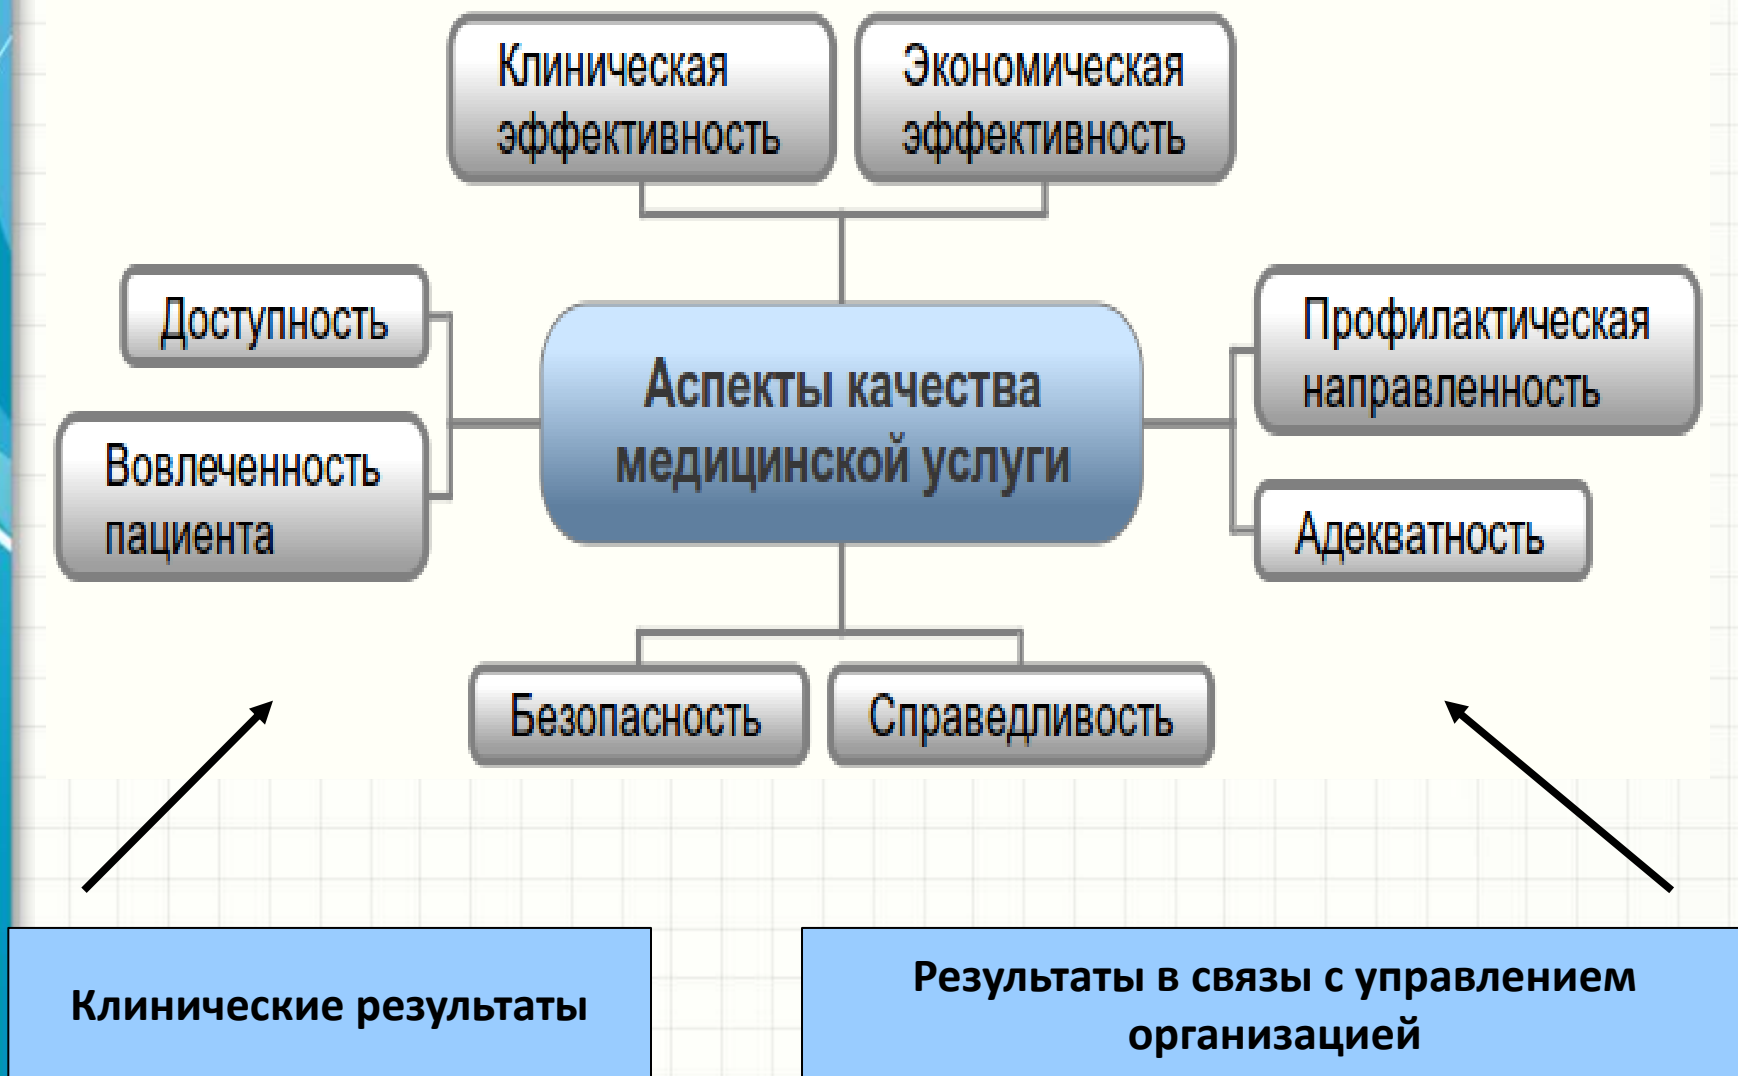 Клиническая
эффективность
Экономическая
эффективность
Доступность
Вовлеченность
пациента
Аспекты качества
медицинской услуги
Профилактическая
направленность
Адекватность
Безопасность
Справедливость
Клинические результаты
Результаты в связы с управлением
организацией